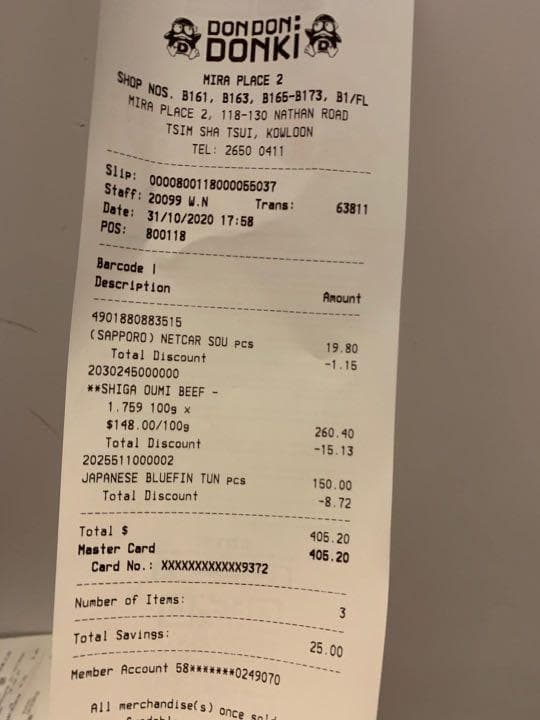 DON DON
DONKi
MIRA PLACE 2
SHOP NOS. B161, B163, B165-B173, B1/FL
MIRA PLACE 2, 118-130 NATHAN ROAD
TSIM SHA TSUI, KOWLOON
TEL: 2650 0411
Slip: 0000800118000055037
Staff: 20099 W.N Trans: 63811
Date: 31/10/2020 17:58
POS: 800118
Barcode |
Description Amount
4901880883515
(SAPPORO) NETCAR SOU pcs 19.80
Total Discount -1.15
2030245000000
**SHIGA OUMI BEEF -
1.759 100g x
$148.00/100g 260.40
Total Discount -15.13
2025511000002
JAPANESE BLUEFIN TUN pcs 150.00
Total Discount -8.72
Total $ 405.20
Master Card 405.20
Card No.: XXXXXXXXXXXX9372
Number of Items: 3
Total Savings: 25.00
Member Account 58*******0249070
All merchandise(s) once sold